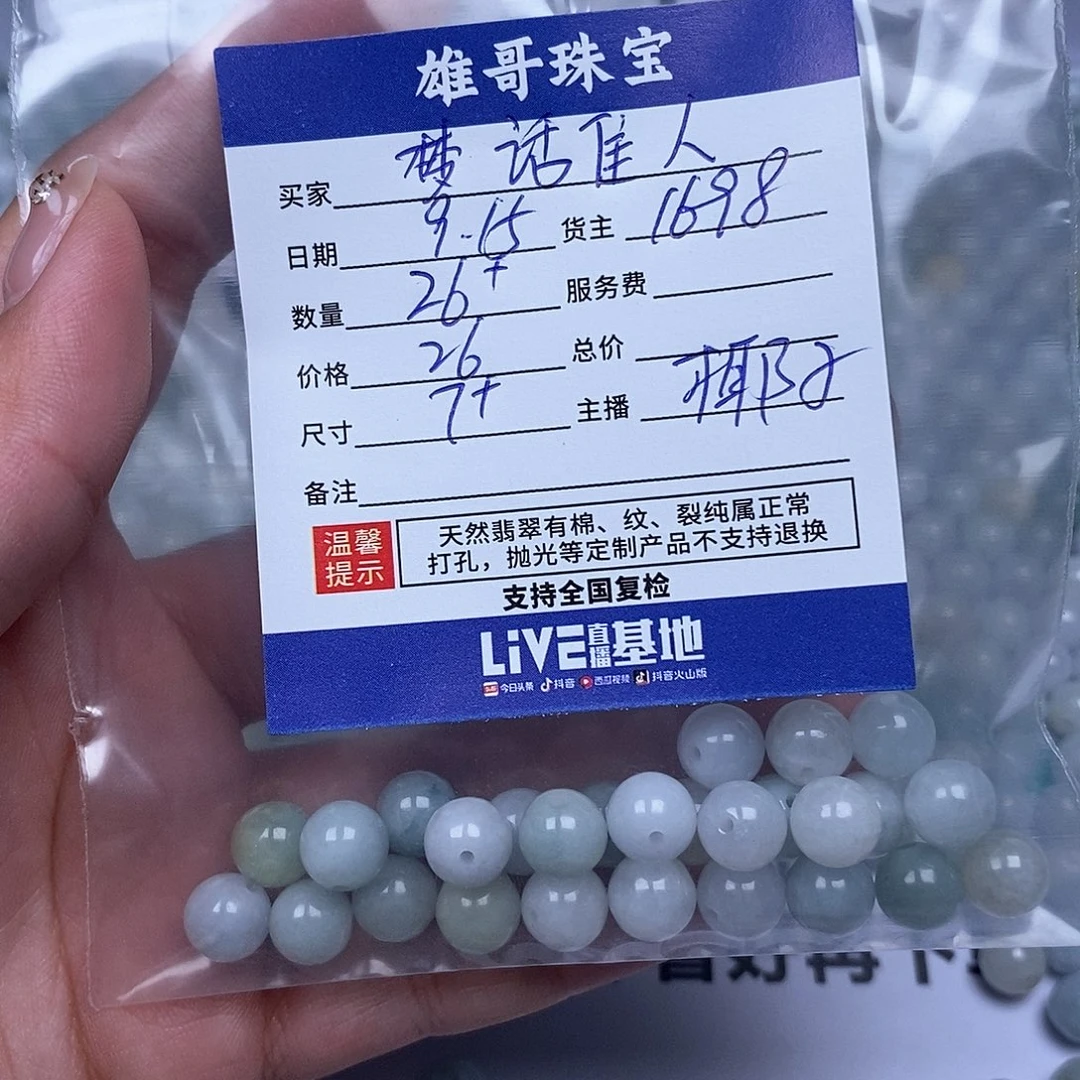 雄哥珠宝
买家 梦话佳人
日期 9.15 货主 1698
数量 26+ 服务费
价格 26 总价
尺寸 7+ 主播 椰子
备注
温馨提示 天然翡翠有棉、纹、裂纯属正常
打孔，抛光等定制产品不支持退换
支持全国复检
LiVE直播基地
今日头条 抖音 西瓜视频 抖音火山版